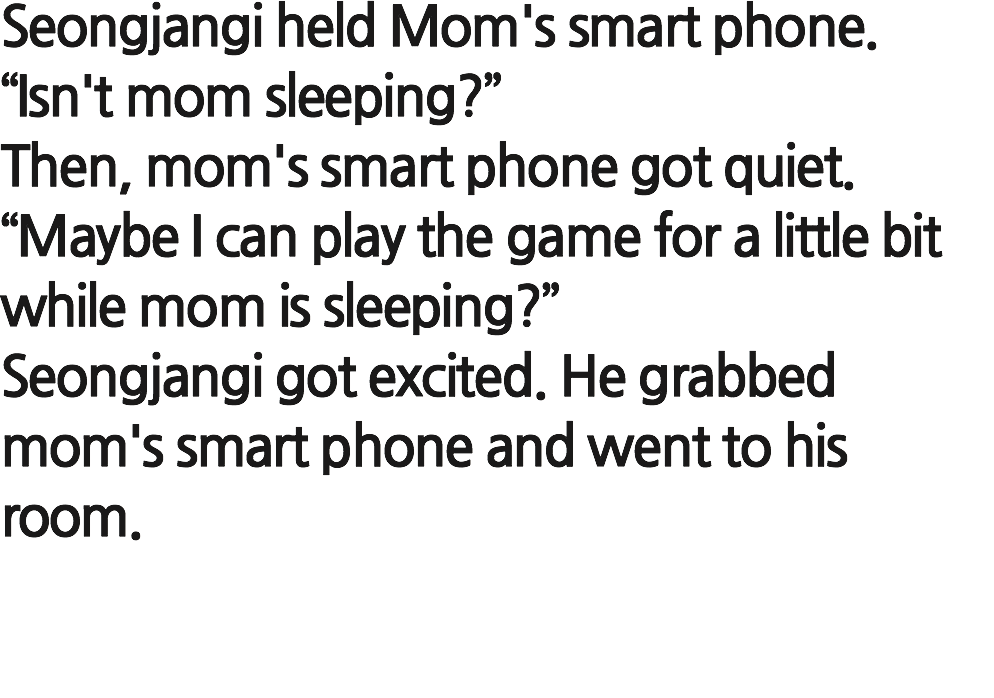 Seongjangi held Mom's smart phone.
“Isn't mom sleeping?”
Then, mom's smart phone got quiet.
“Maybe I can play the game for a little bit
while mom is sleeping?”
Seongjangi got excited. He grabbed
mom's smart phone and went to his
room.